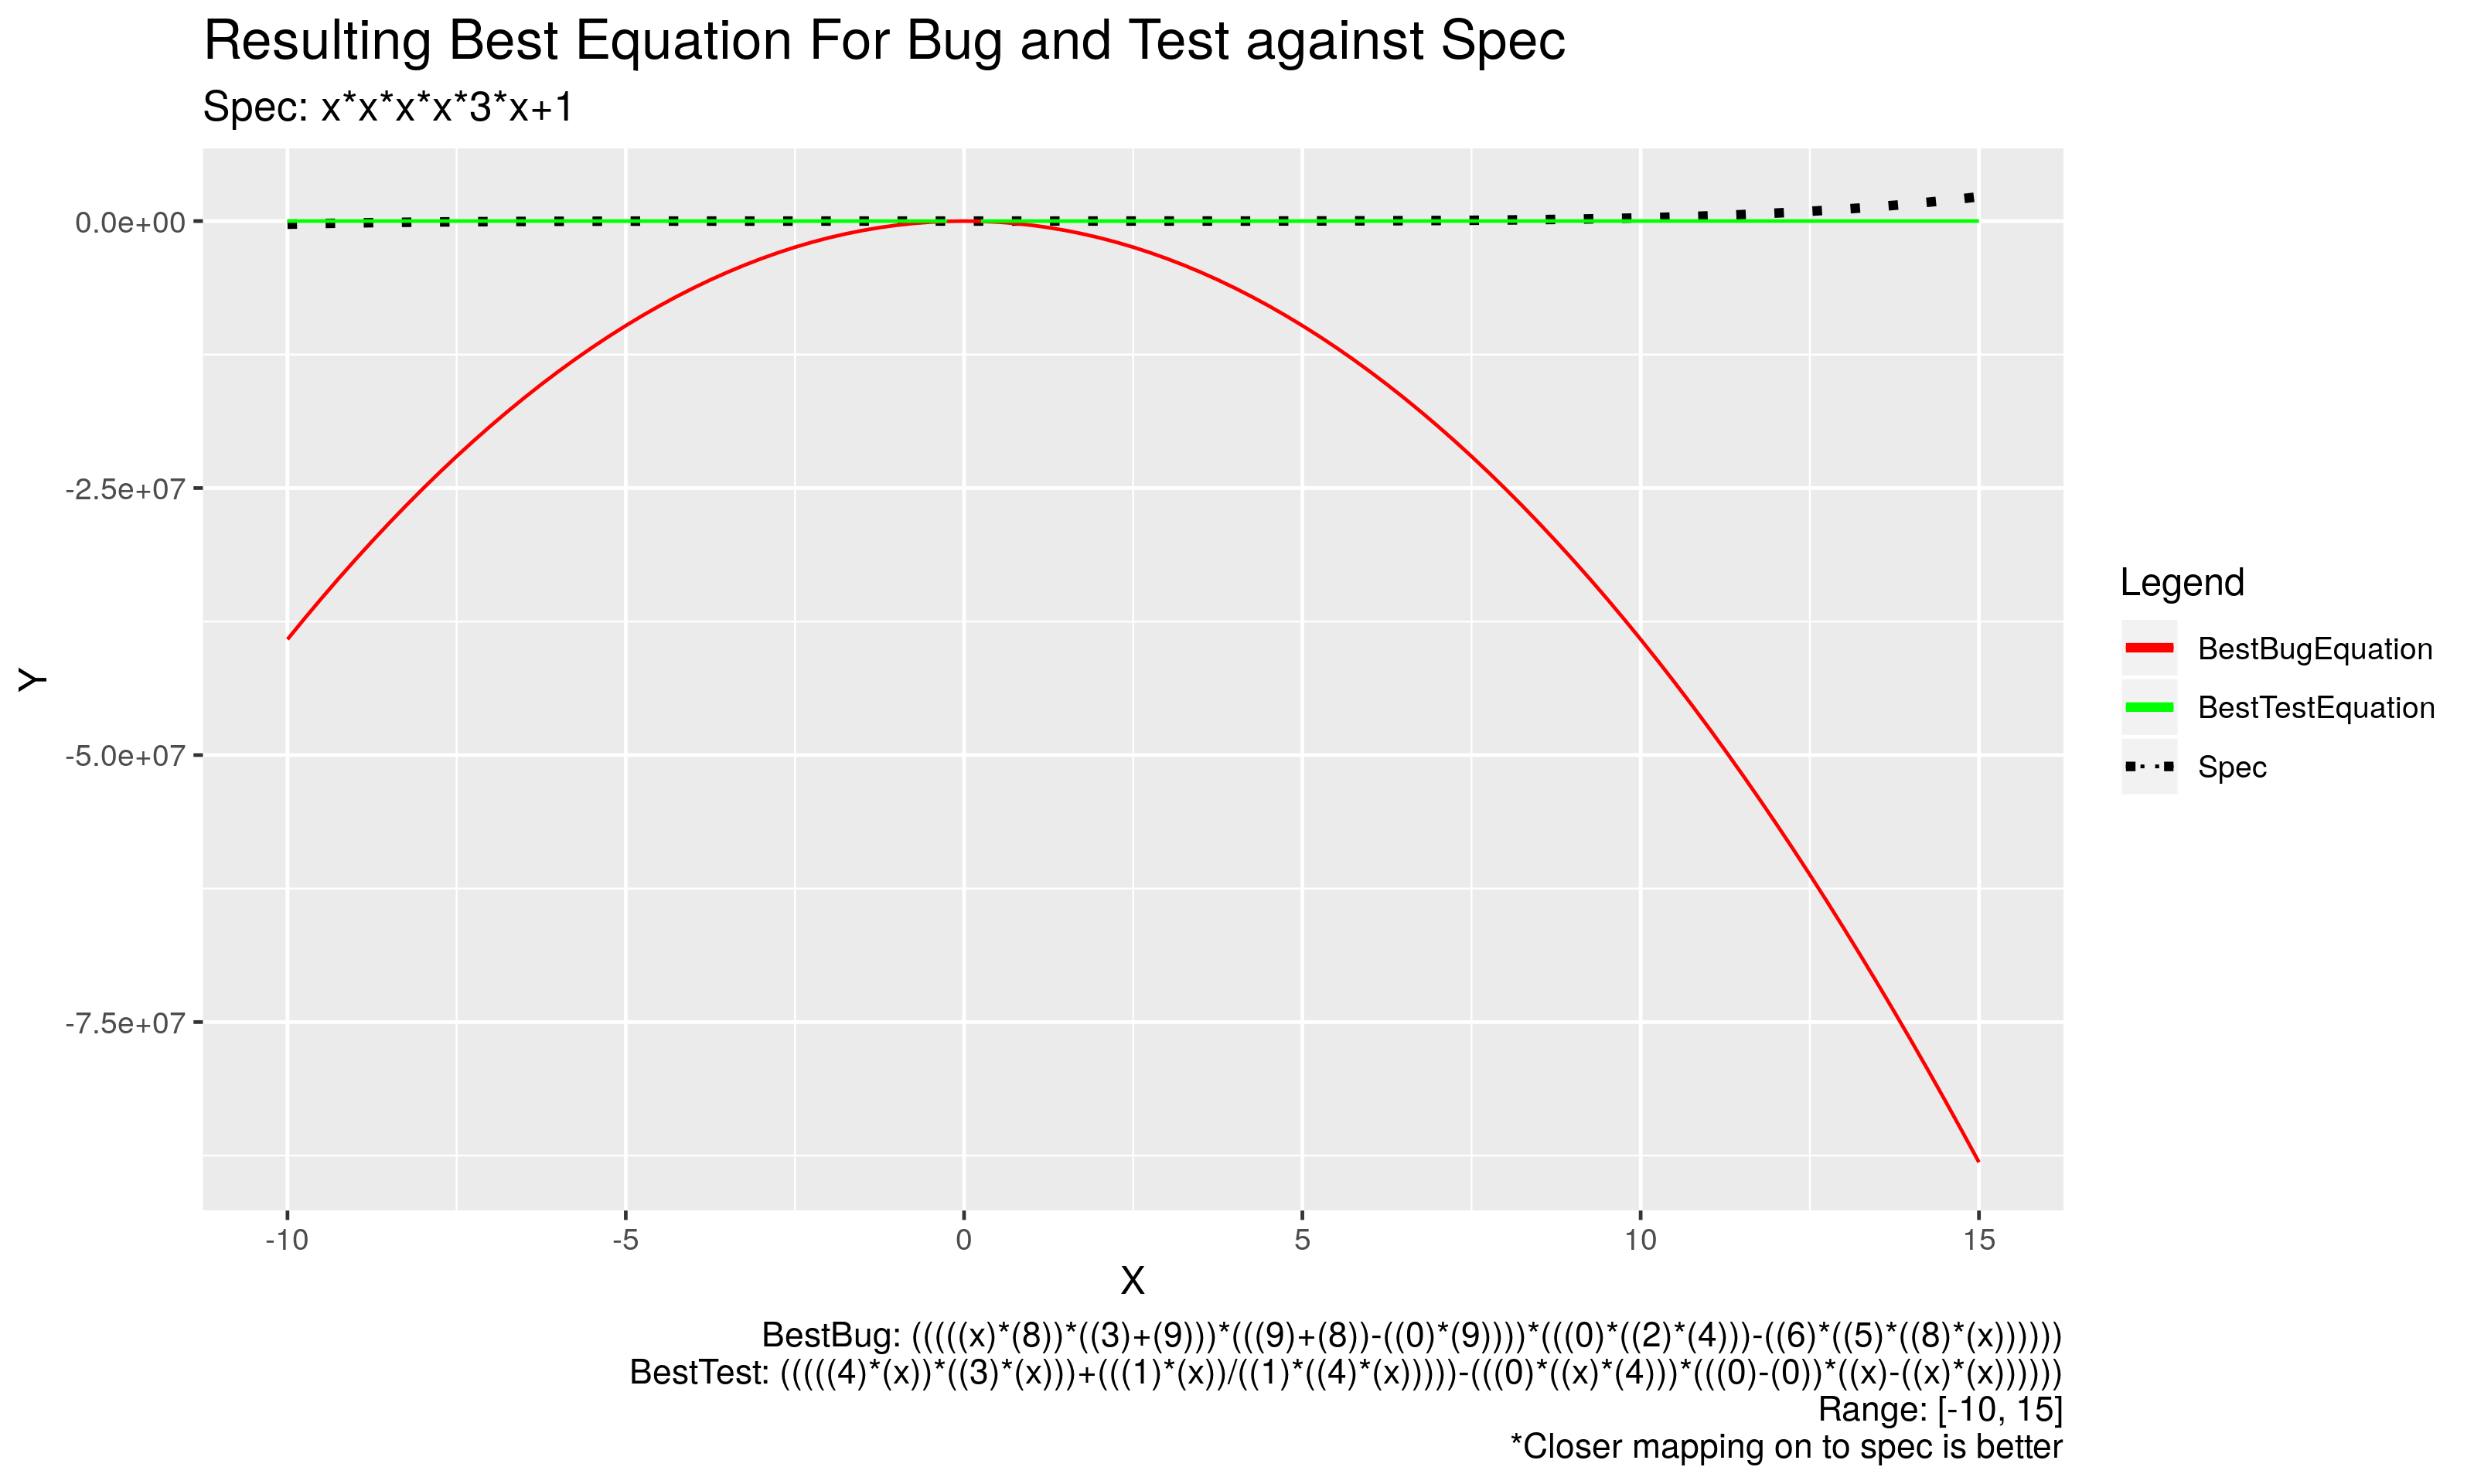 Resulting Best Equation For Bug and Test against Spec
Spec: x*x*x*x*3*x+1
0.0e+00
-2.5e+07
-5.0e+07
-7.5e+07
Y
-10
-5
0
5
10
15
X
Legend
BestBugEquation
BestTestEquation
Spec
BestBug: (((((x)*(8))*((3)+(9)))*(((9)+(8))-((0)*(9))))*(((0)*((2)*(4)))-((6)*((5)*((8)*(x))))))
BestTest: (((((4)*(x))*((3)*(x)))+(((1)*(x))/((1)*((4)*(x)))))-(((0)*((x)*(4)))*(((0)-(0))*((x)-((x)*(x))))))
Range: [-10, 15]
*Closer mapping on to spec is better